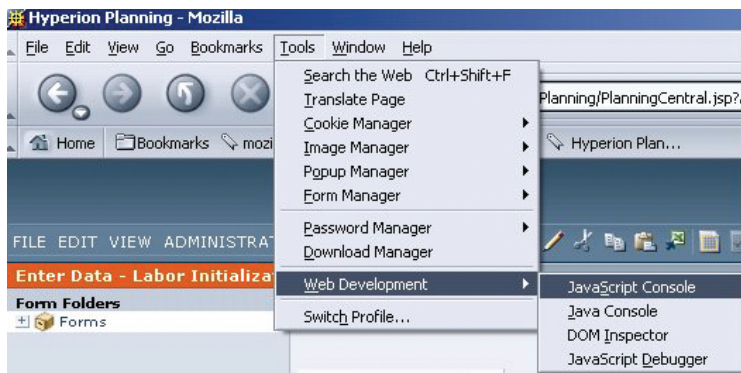 Hyperion Planning - Mozilla
File Edit View Go Bookmarks Tools Window Help
Search the Web Ctrl+Shift+F
Translate Page
Cookie Manager
Image Manager
Popup Manager
Form Manager
Password Manager
Download Manager
Web Development
Switch Profile...
JavaScript Console
Java Console
DOM Inspector
JavaScript Debugger
Planning/PlanningCentral.jsp?
Home Bookmarks mozi
Hyperion Plan...
FILE EDIT VIEW ADMINISTRA
Enter Data - Labor Initializa
Form Folders
Forms